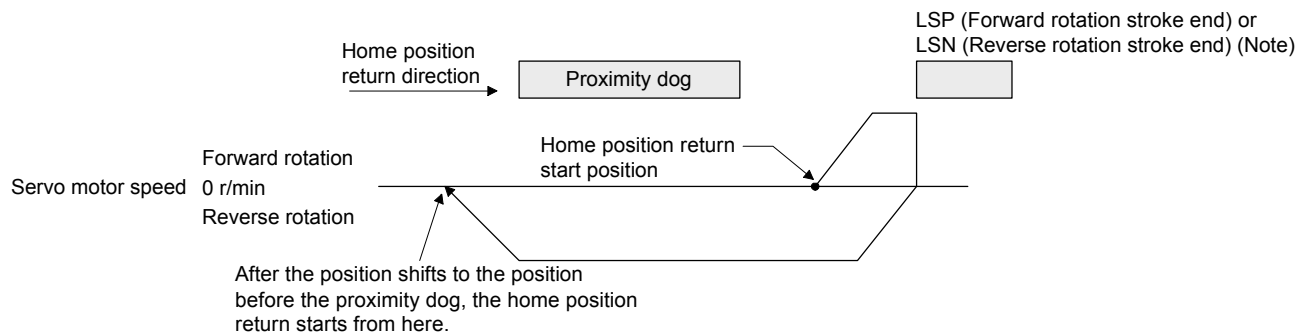 LSP (Forward rotation stroke end) or
LSN (Reverse rotation stroke end) (Note)
Home position
return direction
Proximity dog
Home position return
start position
Forward rotation
Servo motor speed 0 r/min
Reverse rotation
After the position shifts to the position
before the proximity dog, the home position
return starts from here.